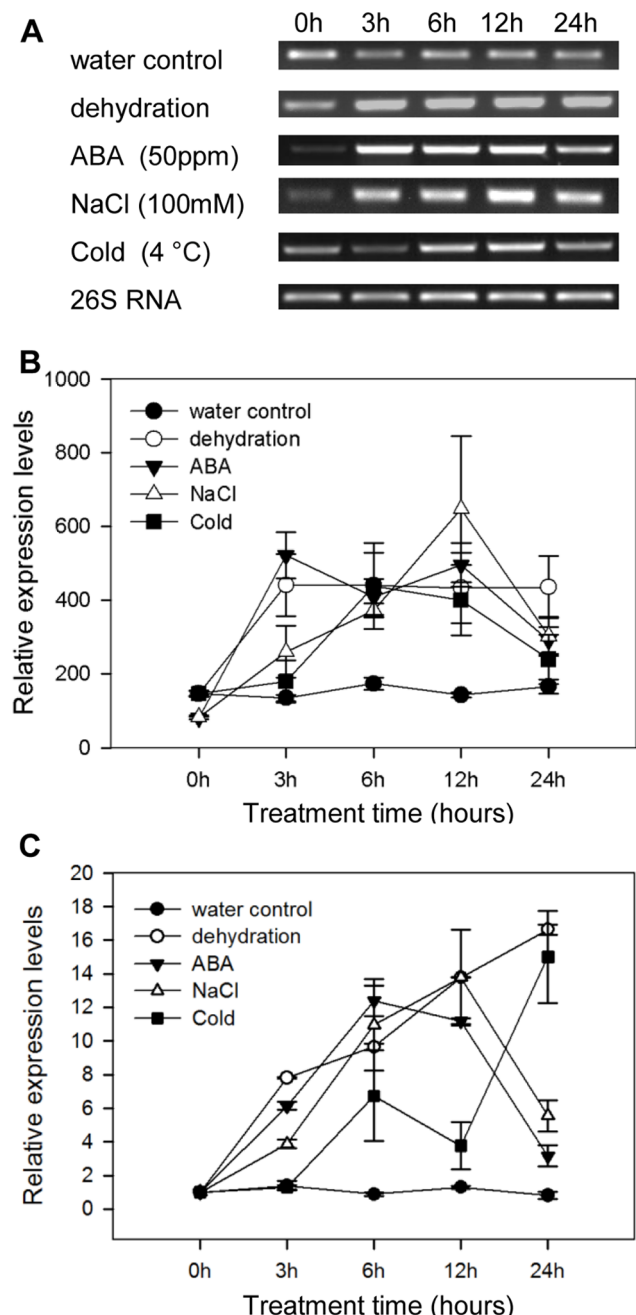 A
0h 3h 6h 12h 24h
water control
dehydration
ABA (50ppm)
NaCl (100mM)
Cold (4 °C)
26S RNA
B
1000
800
600
400
200
0
Relative expression levels
water control
dehydration
ABA
NaCl
Cold
0h 3h 6h 12h 24h
Treatment time (hours)
C
20
18
16
14
12
10
8
6
4
2
0
Relative expression levels
water control
dehydration
ABA
NaCl
Cold
0h 3h 6h 12h 24h
Treatment time (hours)